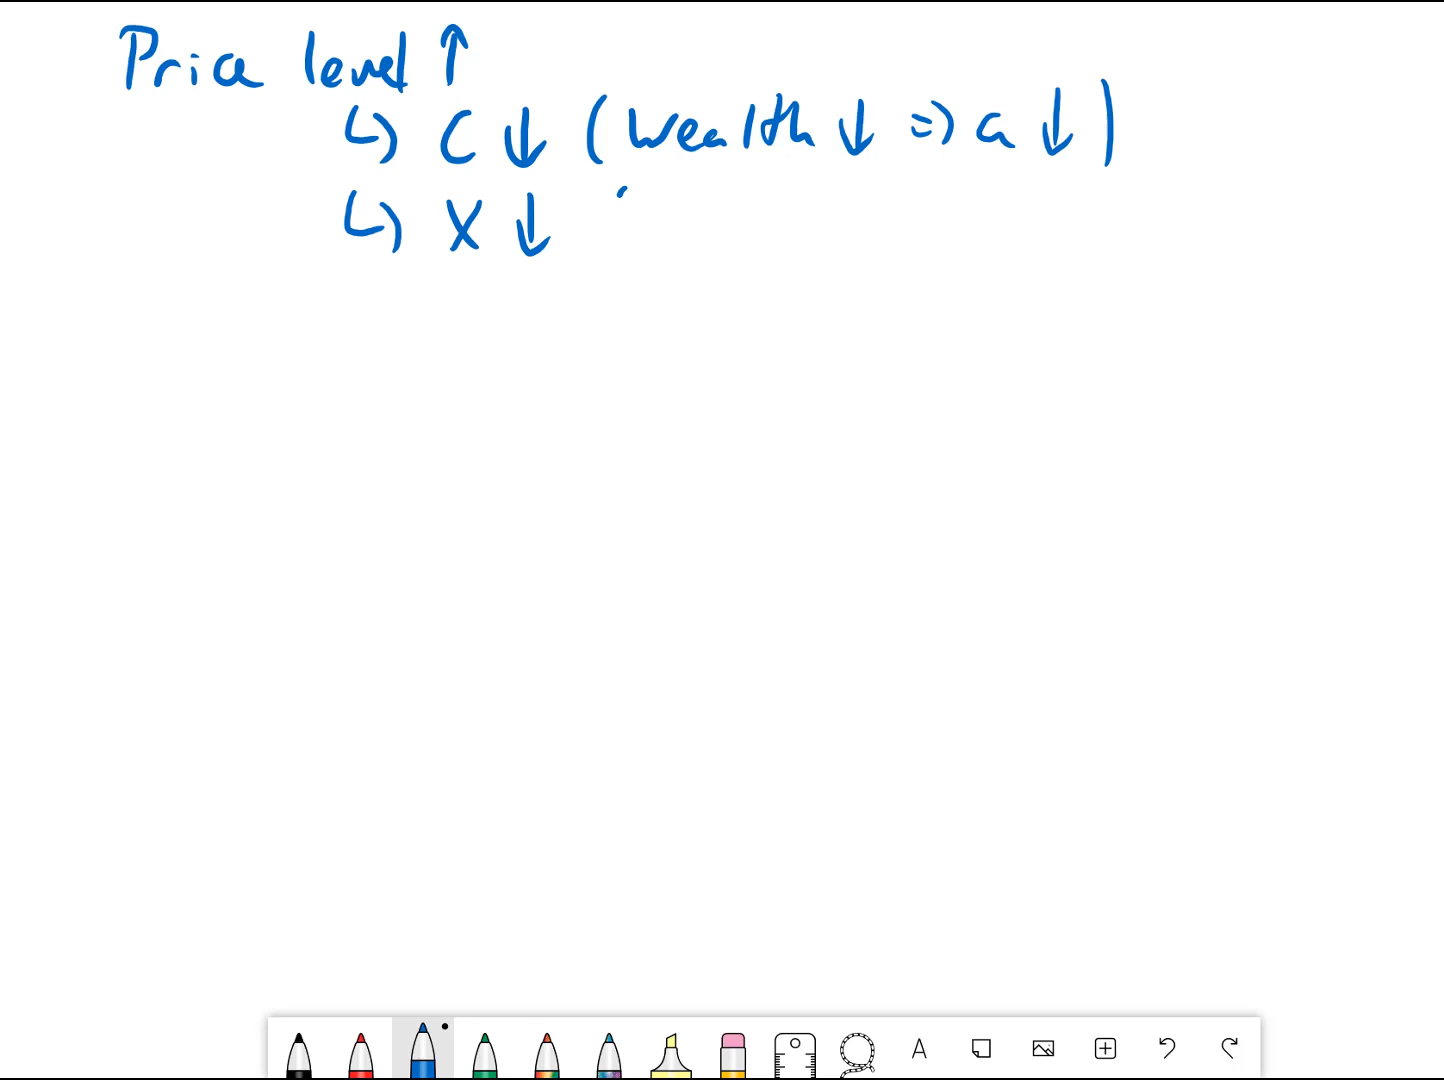 Price level ↑
↳ C ↓ (wealth ↓ => a ↓)
↳ X ↓